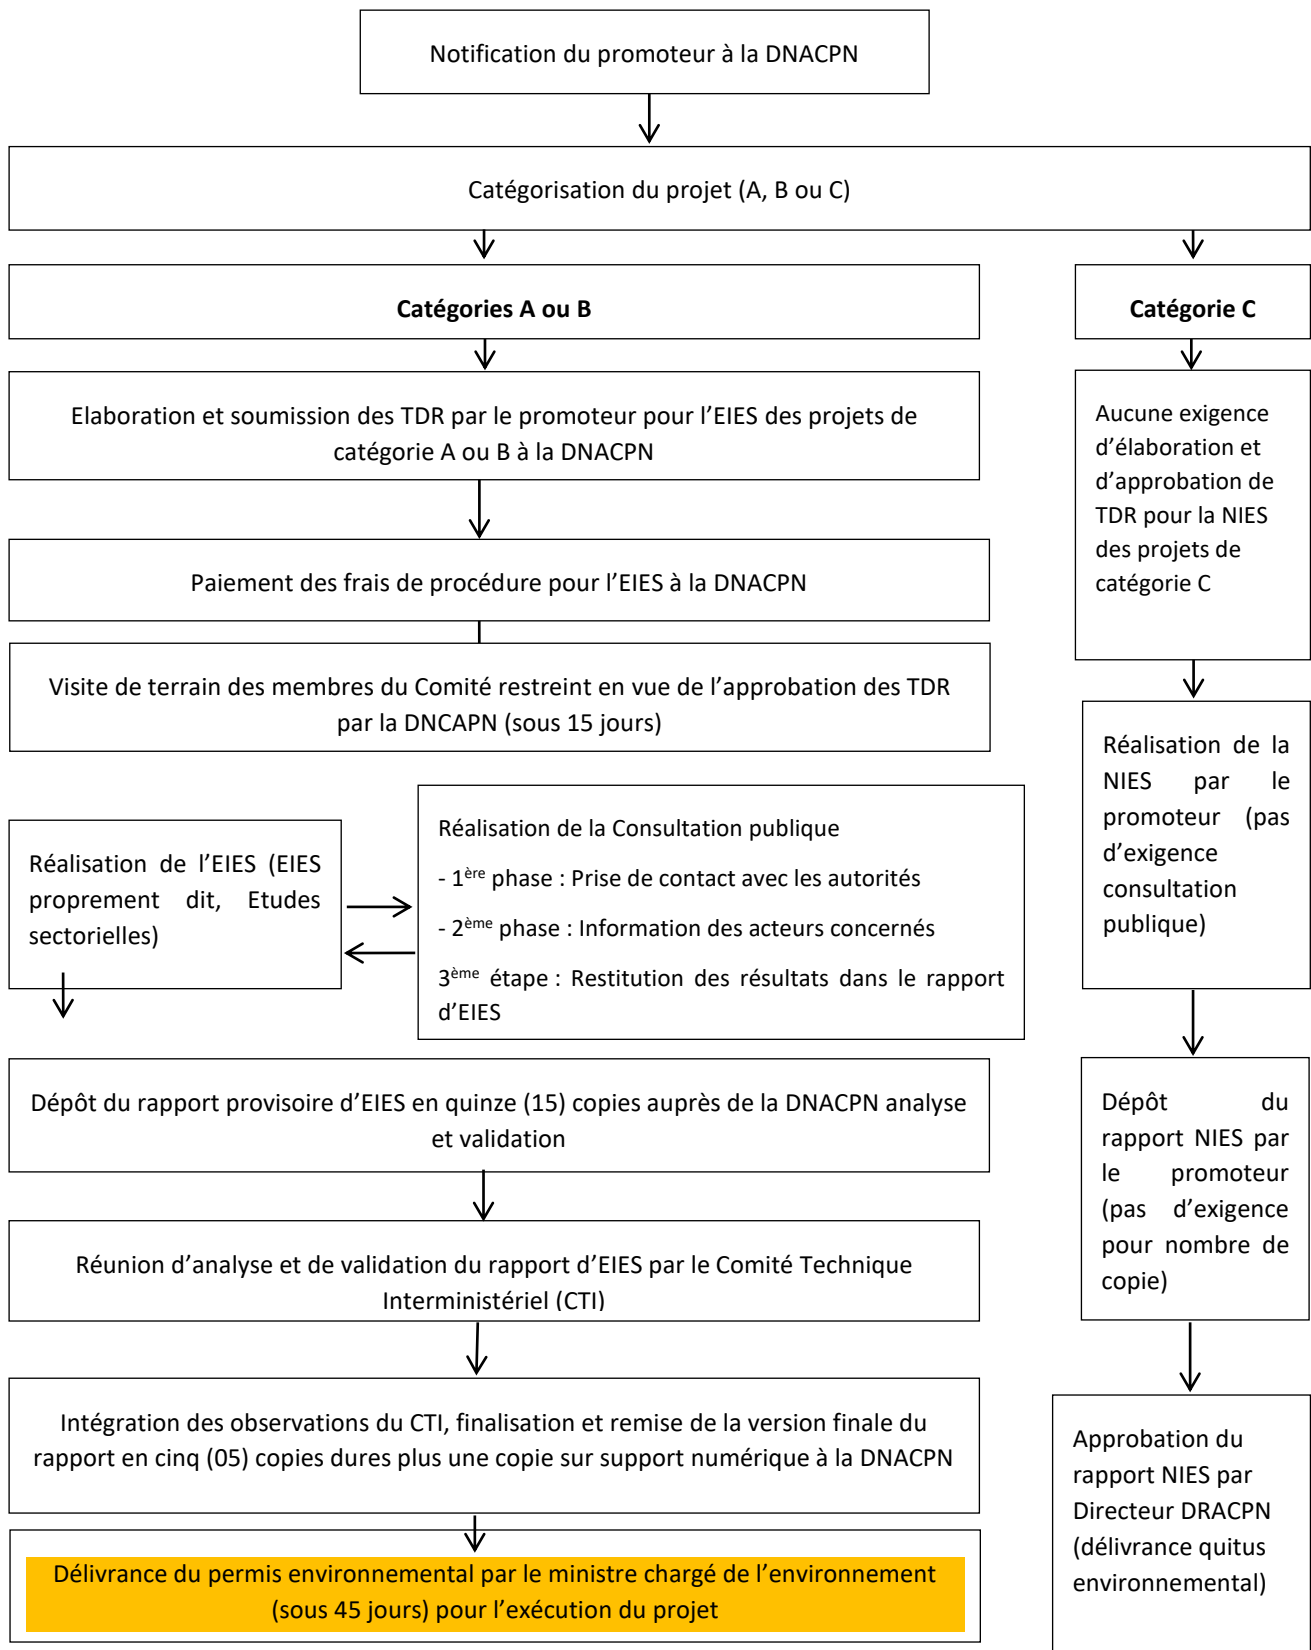 Notification du promoteur à la DNACPN
Catégorisation du projet (A, B ou C)
Catégories A ou B
Elaboration et soumission des TDR par le promoteur pour l’EIES des projets de
catégorie A ou B à la DNACPN
Paiement des frais de procédure pour l’EIES à la DNACPN
Visite de terrain des membres du Comité restreint en vue de l’approbation des TDR
par la DNCAPN (sous 15 jours)
Réalisation de l’EIES (EIES
proprement dit, Etudes
sectorielles)
Réalisation de la Consultation publique
- 1ère phase : Prise de contact avec les autorités
- 2ème phase : Information des acteurs concernés
3ème étape : Restitution des résultats dans le rapport
d’EIES
Dépôt du rapport provisoire d’EIES en quinze (15) copies auprès de la DNACPN analyse
et validation
Réunion d’analyse et de validation du rapport d’EIES par le Comité Technique
Interministériel (CTI)
Intégration des observations du CTI, finalisation et remise de la version finale du
rapport en cinq (05) copies dures plus une copie sur support numérique à la DNACPN
Délivrance du permis environnemental par le ministre chargé de l’environnement
(sous 45 jours) pour l’exécution du projet
Catégorie C
Aucune exigence
d’élaboration et
d’approbation de
TDR pour la NIES
des projets de
catégorie C
Réalisation de la
NIES par le
promoteur (pas
d’exigence
consultation
publique)
Dépôt du
rapport NIES par
le promoteur
(pas d’exigence
pour nombre de
copie)
Approbation du
rapport NIES par
Directeur DRACPN
(délivrance quitus
environnemental)